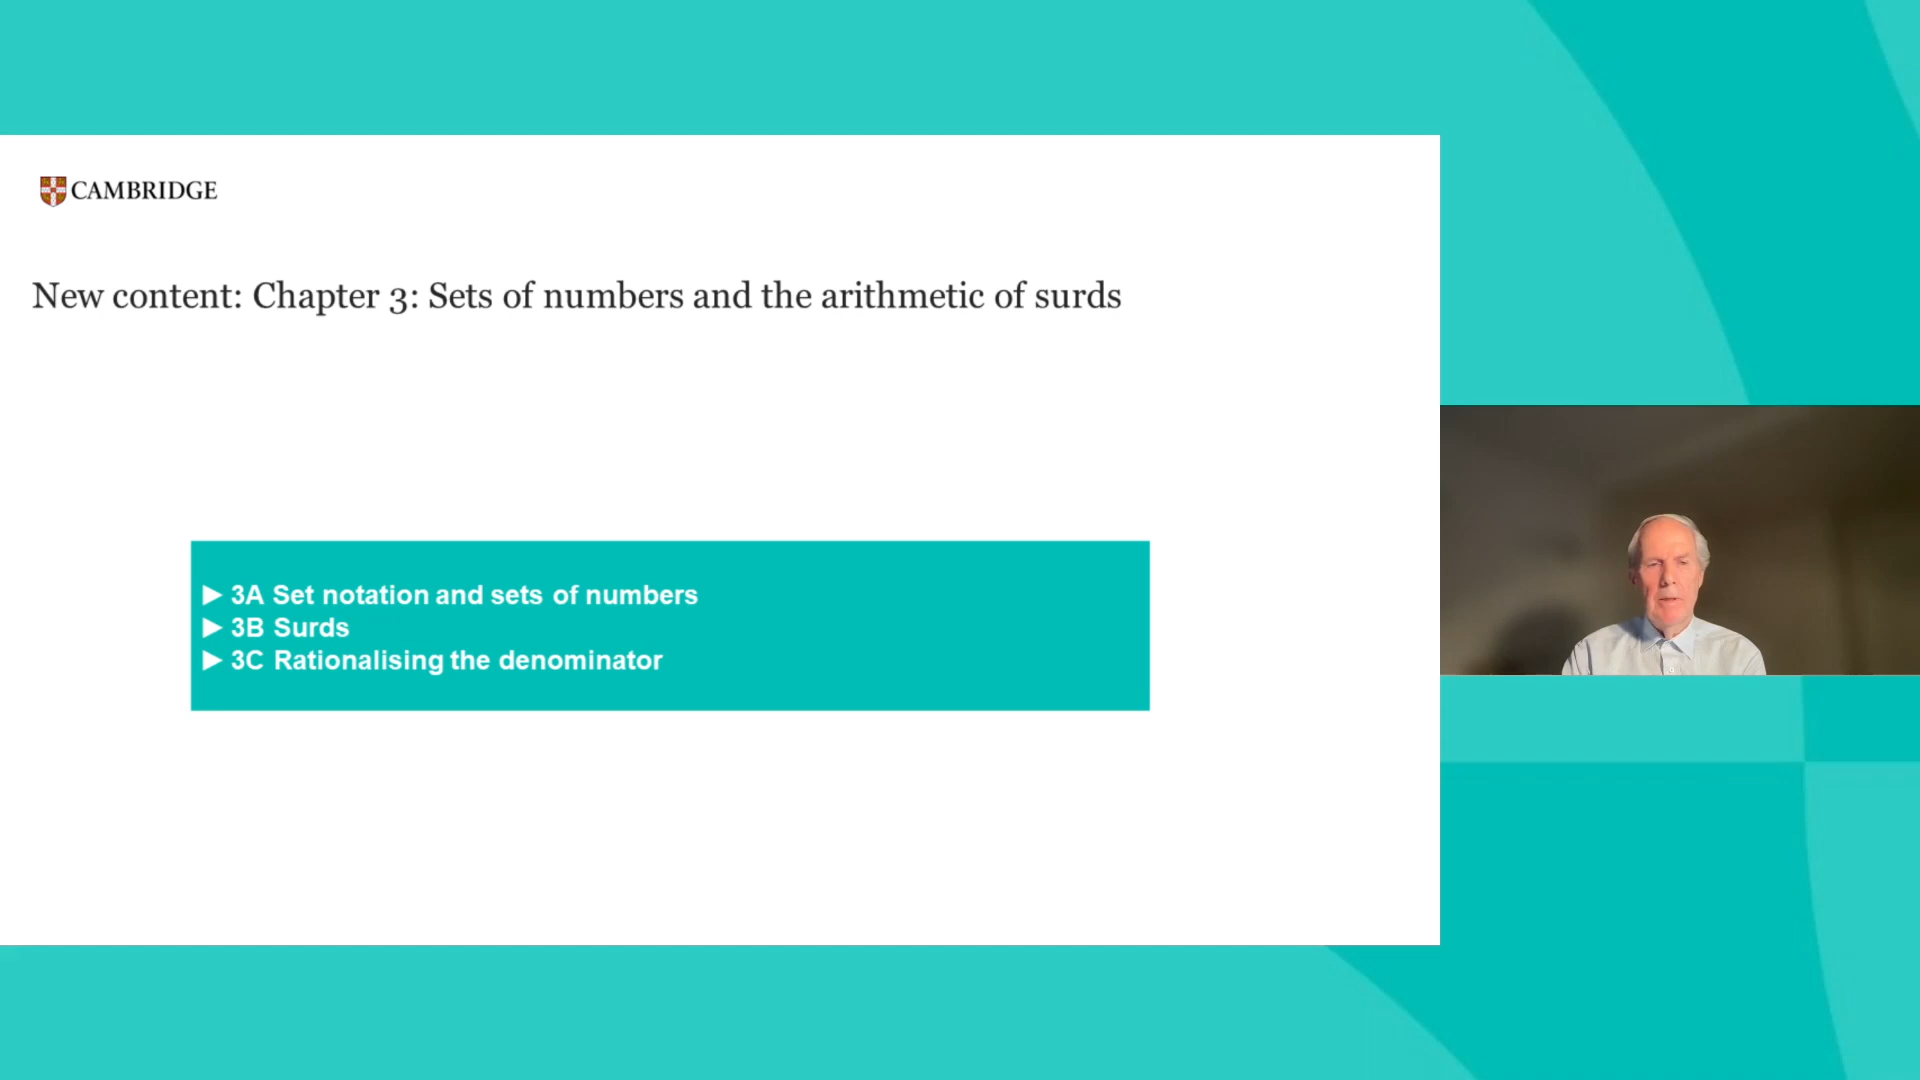 CAMBRIDGE
New content: Chapter 3: Sets of numbers and the arithmetic of surds
▶ 3A Set notation and sets of numbers
▶ 3B Surds
▶ 3C Rationalising the denominator